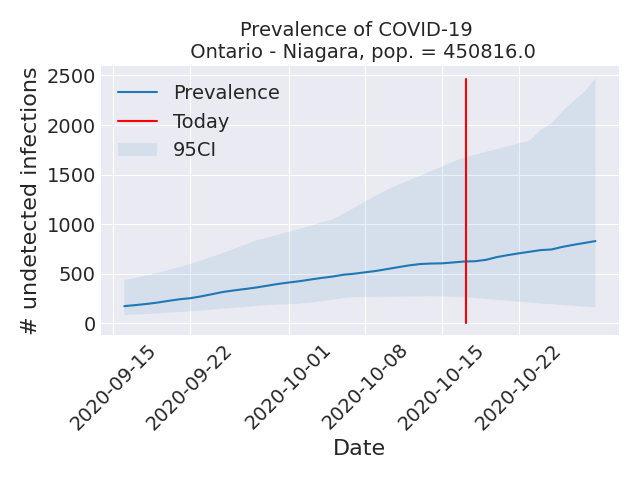 Prevalence of COVID-19
Ontario - Niagara, pop. = 450816.0
# undetected infections
2500
2000
1500
1000
500
0
Prevalence
Today
95CI
2020-09-15
2020-09-22
2020-10-01
2020-10-08
2020-10-15
2020-10-22
Date